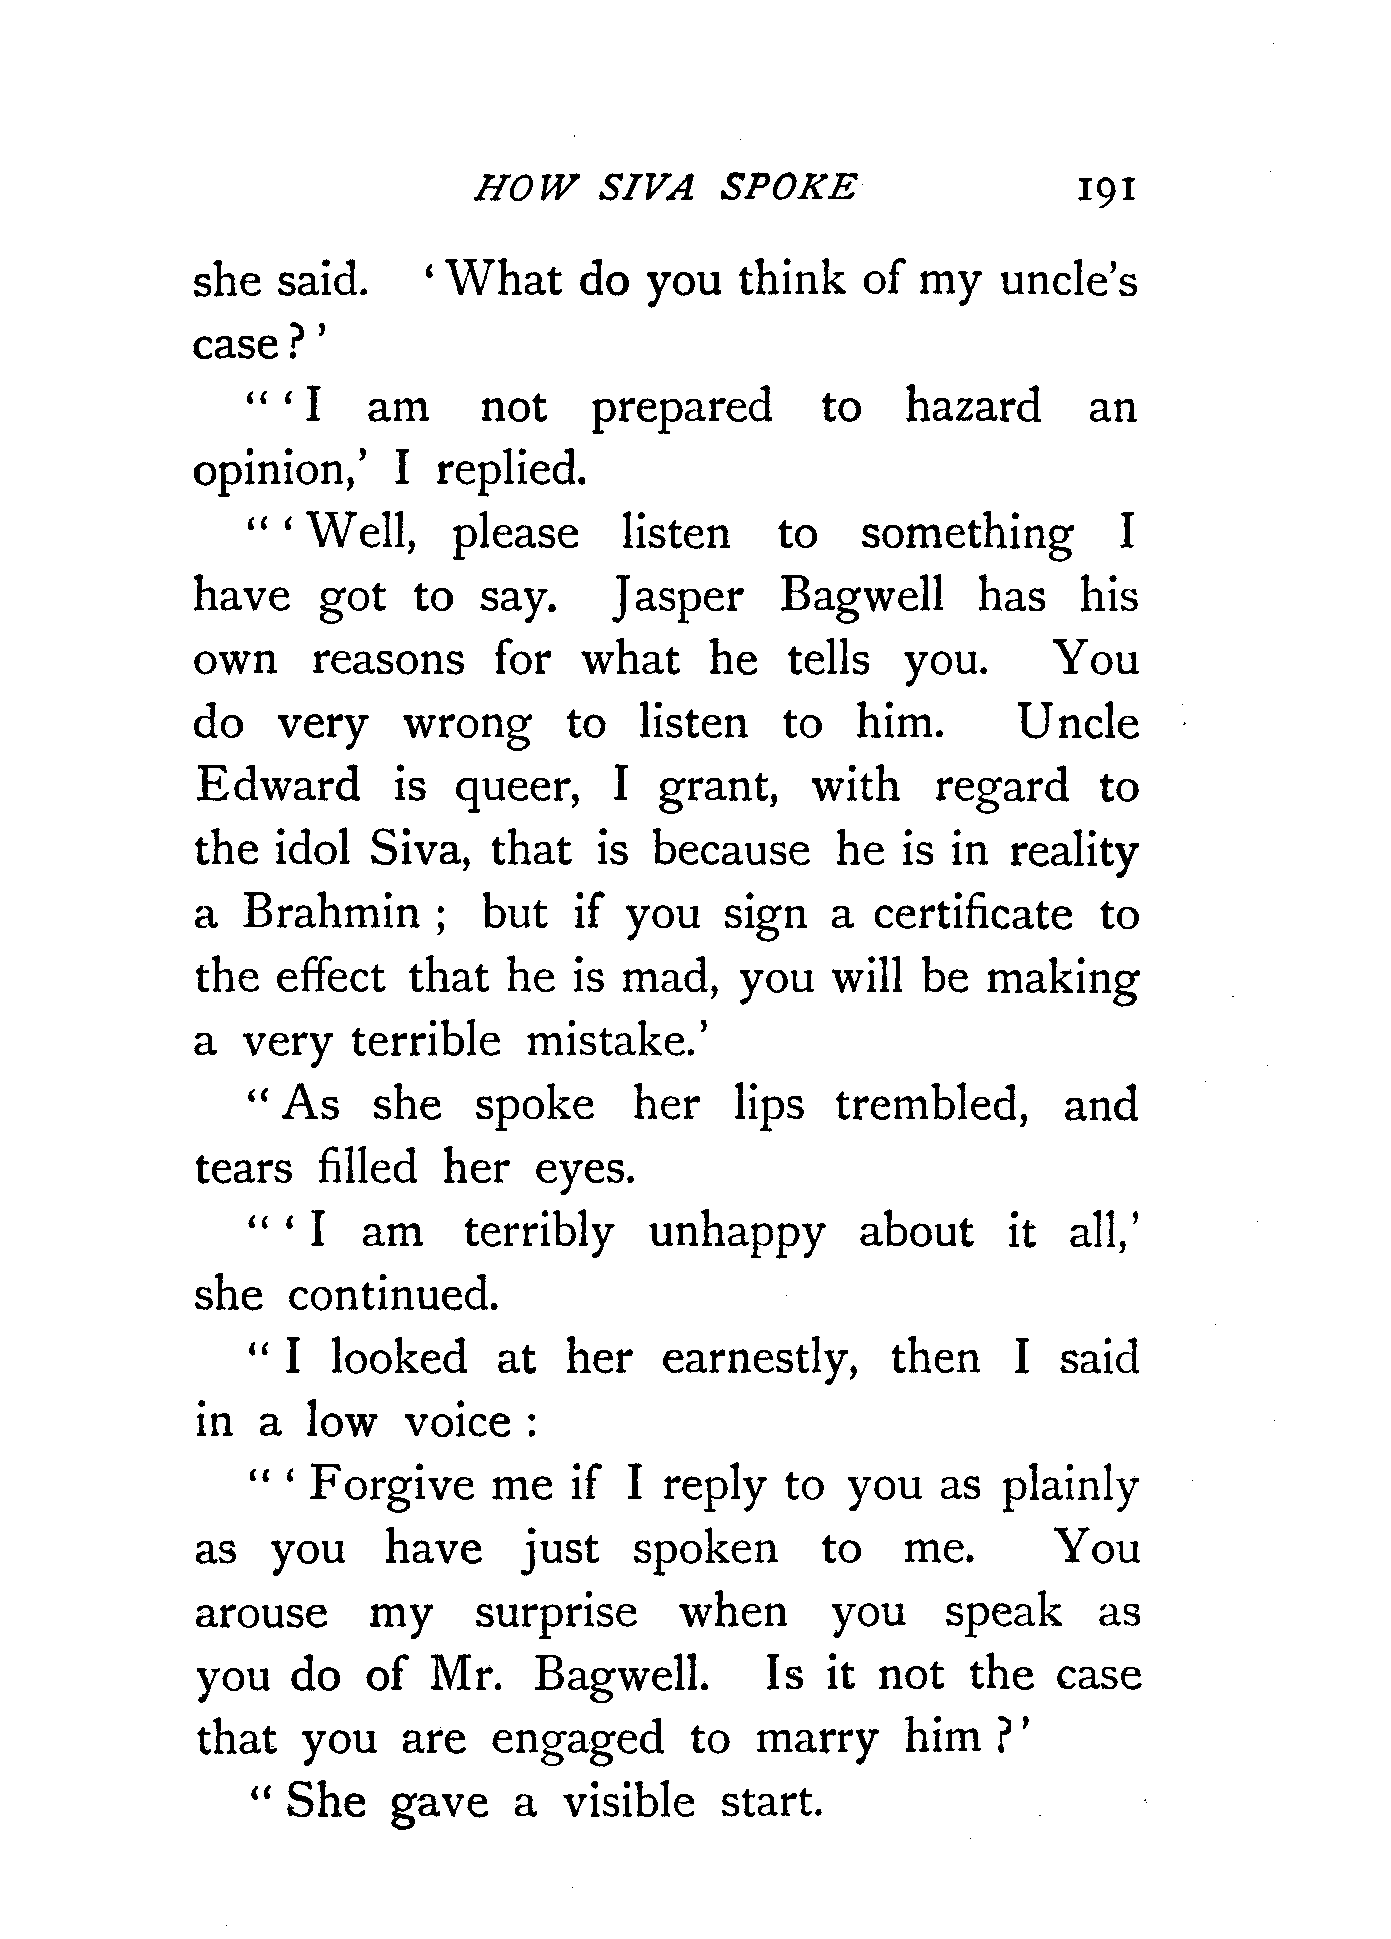 HOW SIVA SPOKE 191
she said. ‘What do you think of my uncle's
case?’
“‘I am not prepared to hazard an
opinion,’ I replied.
“‘Well, please listen to something I
have got to say. Jasper Bagwell has his
own reasons for what he tells you. You
do very wrong to listen to him. Uncle
Edward is queer, I grant, with regard to
the idol Siva, that is because he is in reality
a Brahmin; but if you sign a certificate to
the effect that he is mad, you will be making
a very terrible mistake.’
“As she spoke her lips trembled, and
tears filled her eyes.
“‘I am terribly unhappy about it all,’
she continued.
“I looked at her earnestly, then I said
in a low voice:
“‘Forgive me if I reply to you as plainly
as you have just spoken to me. You
arouse my surprise when you speak as
you do of Mr. Bagwell. Is it not the case
that you are engaged to marry him?’
“She gave a visible start.